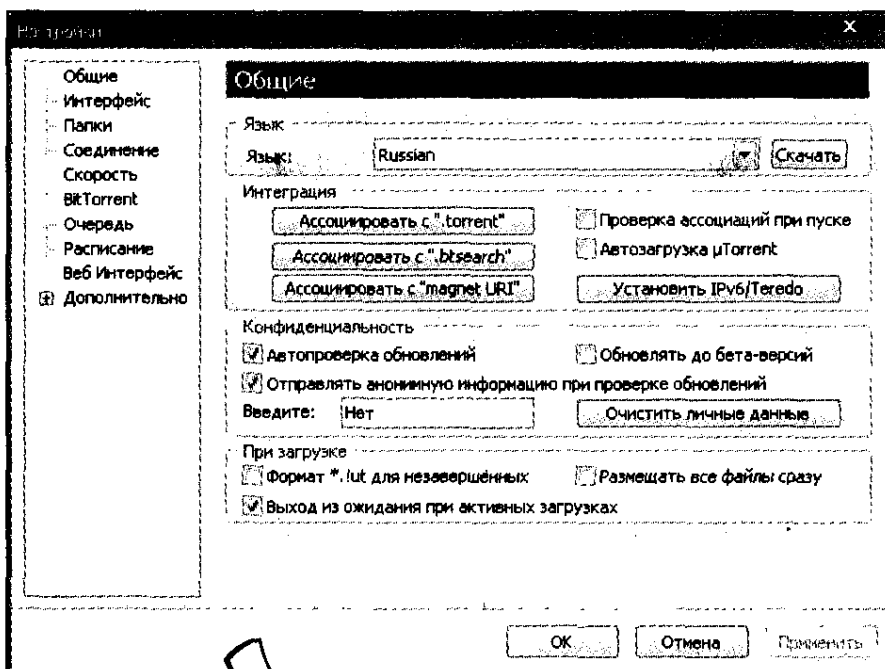 Настройки
Общие
Интерфейс
Папки
Соединение
Скорость
BitTorrent
Очередь
Расписание
Веб Интерфейс
Дополнительно
Общие
Язык
Язык: Russian Скачать
Интеграция
Ассоциировать с ".torrent" Проверка ассоциаций при пуске
Ассоциировать с ".btsearch" Автозагрузка µTorrent
Ассоциировать с "magnet URI" Установить IPv6/Teredo
Конфиденциальность
Автопроверка обновлений Обновлять до бета-версий
Отправлять анонимную информацию при проверке обновлений
Введите: Нет Очистить личные данные
При загрузке
Формат *.!ut для незавершённых Размещать все файлы сразу
Выход из ожидания при активных загрузках
OK Отмена Применить